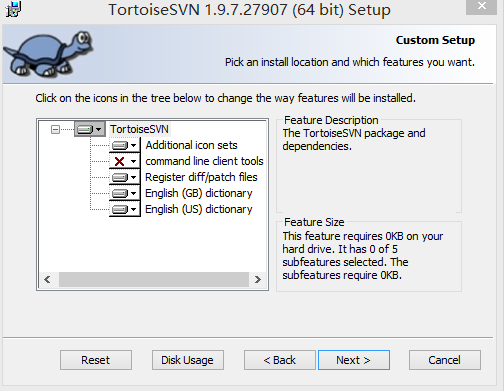 TortoiseSVN 1.9.7.27907 (64 bit) Setup
Custom Setup
Pick an install location and which features you want.
Click on the icons in the tree below to change the way features will be installed.
TortoiseSVN
Additional icon sets
command line client tools
Register diff/patch files
English (GB) dictionary
English (US) dictionary
Feature Description
The TortoiseSVN package and
dependencies.
Feature Size
This feature requires 0KB on your
hard drive. It has 0 of 5
subfeatures selected. The
subfeatures require 0KB.
Reset
Disk Usage
< Back
Next >
Cancel